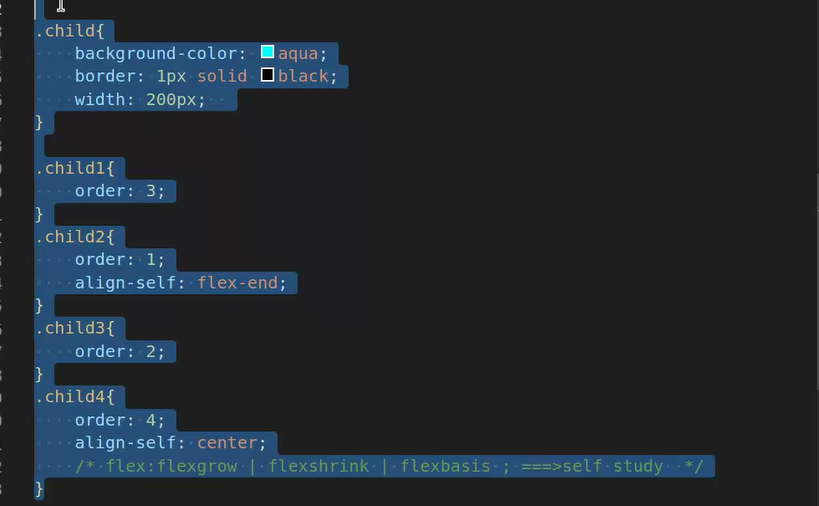 .child{
background-color: aqua;
border: 1px solid black;
width: 200px;
}
.child1{
order: 3;
}
.child2{
order: 1;
align-self: flex-end;
}
.child3{
order: 2;
}
.child4{
order: 4;
align-self: center;
/* flex:flexgrow | flexshrink | flexbasis ; ===>self study  */
}